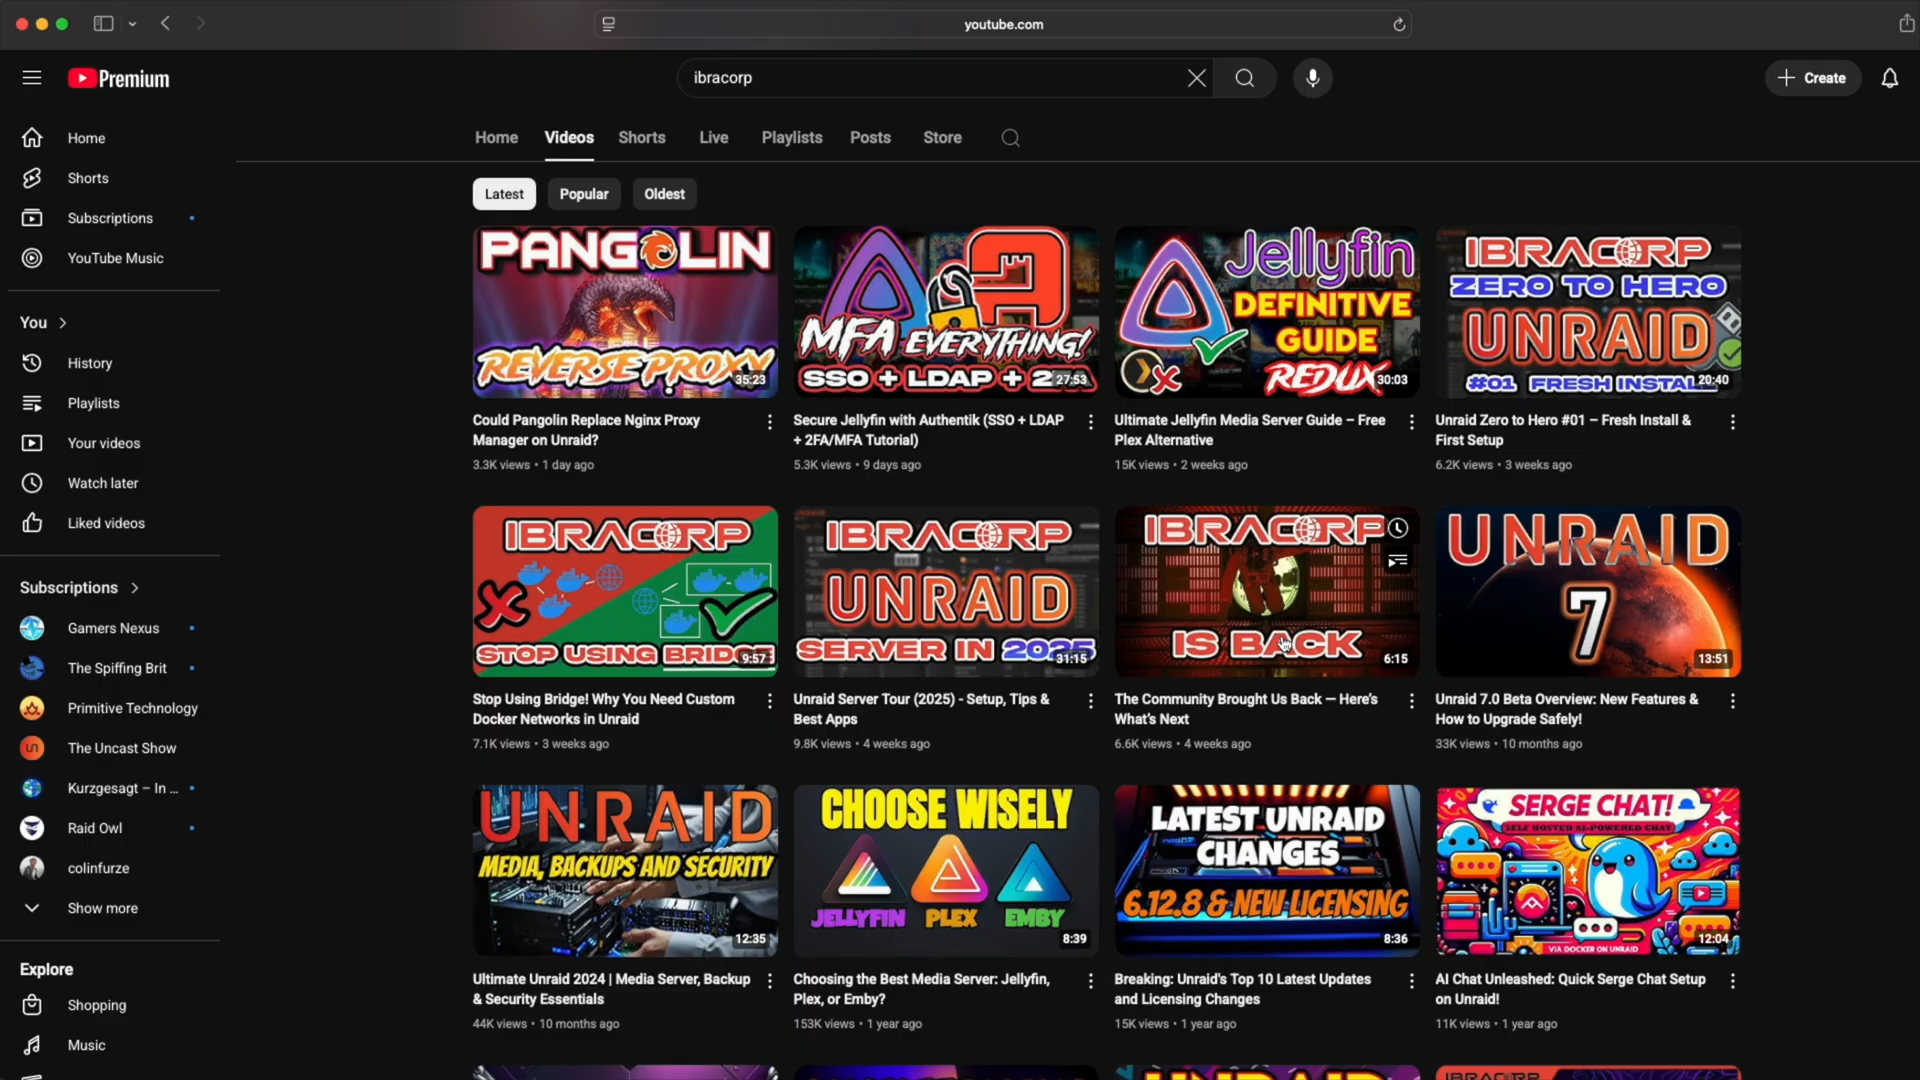 youtube.com
Premium
ibracorp
Create
Home
Shorts
Subscriptions
YouTube Music
You
History
Playlists
Your videos
Watch later
Liked videos
Subscriptions
Gamers Nexus
The Spiffing Brit
Primitive Technology
The Uncast Show
Kurzgesagt – In ...
Raid Owl
colinfurze
Show more
Explore
Shopping
Music
Home Videos Shorts Live Playlists Posts Store
Latest Popular Oldest
PANGOLIN
REVERSE PROXY
35:23
Could Pangolin Replace Nginx Proxy
Manager on Unraid?
3.3K views • 1 day ago
MFA EVERYTHING!
SSO + LDAP + 2FA
27:53
Secure Jellyfin with Authentik (SSO + LDAP
+ 2FA/MFA Tutorial)
5.3K views • 9 days ago
Jellyfin
DEFINITIVE
GUIDE
REDUX
30:03
Ultimate Jellyfin Media Server Guide – Free
Plex Alternative
15K views • 2 weeks ago
IBRACORP
ZERO TO HERO
UNRAID
#01 FRESH INSTALL
20:40
Unraid Zero to Hero #01 – Fresh Install &
First Setup
6.2K views • 3 weeks ago
IBRACORP
STOP USING BRIDGE
9:57
Stop Using Bridge! Why You Need Custom
Docker Networks in Unraid
7.1K views • 3 weeks ago
IBRACORP
UNRAID
SERVER IN 2025
31:15
Unraid Server Tour (2025) - Setup, Tips &
Best Apps
9.8K views • 4 weeks ago
IBRACORP
IS BACK
6:15
The Community Brought Us Back — Here's
What's Next
6.6K views • 4 weeks ago
UNRAID
7
13:51
Unraid 7.0 Beta Overview: New Features &
How to Upgrade Safely!
33K views • 10 months ago
UNRAID
MEDIA, BACKUPS AND SECURITY
12:35
Ultimate Unraid 2024 | Media Server, Backup
& Security Essentials
44K views • 10 months ago
CHOOSE WISELY
JELLYFIN PLEX EMBY
8:39
Choosing the Best Media Server: Jellyfin,
Plex, or Emby?
153K views • 1 year ago
LATEST UNRAID
CHANGES
6.12.8 & NEW LICENSING
8:36
Breaking: Unraid's Top 10 Latest Updates
and Licensing Changes
15K views • 1 year ago
SERGE CHAT!
SELF HOSTED AI-POWERED CHAT
VIA DOCKER ON UNRAID
12:04
AI Chat Unleashed: Quick Serge Chat Setup
on Unraid!
11K views • 1 year ago